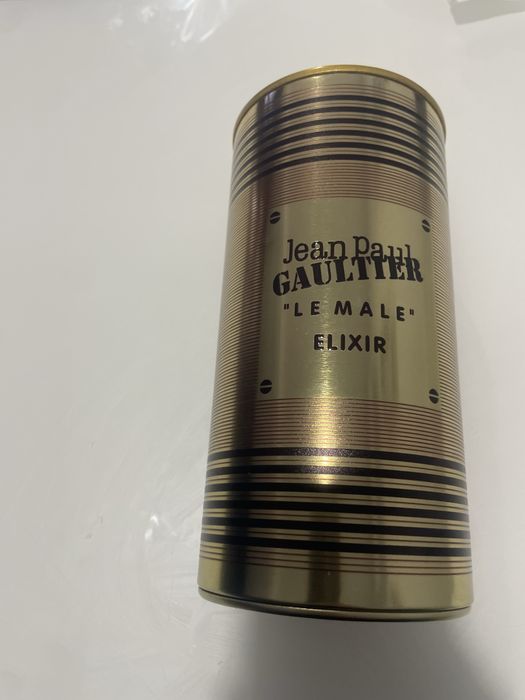 Jean Paul
GAULTIER
"LE MALE"
ELIXIR